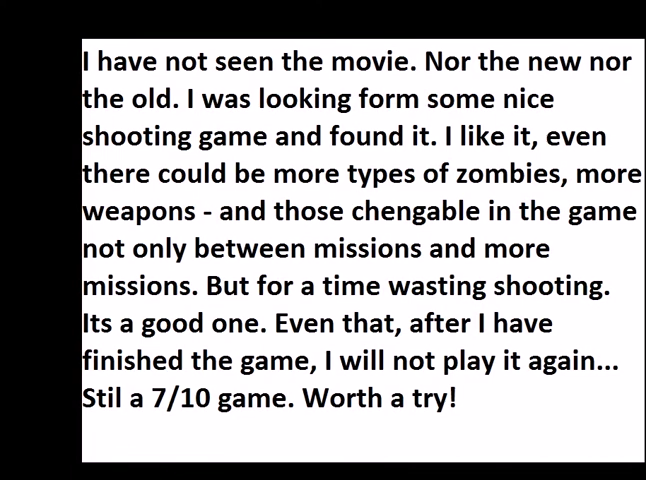 I have not seen the movie. Nor the new nor
the old. I was looking form some nice
shooting game and found it. I like it, even
there could be more types of zombies, more
weapons - and those chengable in the game
not only between missions and more
missions. But for a time wasting shooting.
Its a good one. Even that, after I have
finished the game, I will not play it again...
Stil a 7/10 game. Worth a try!